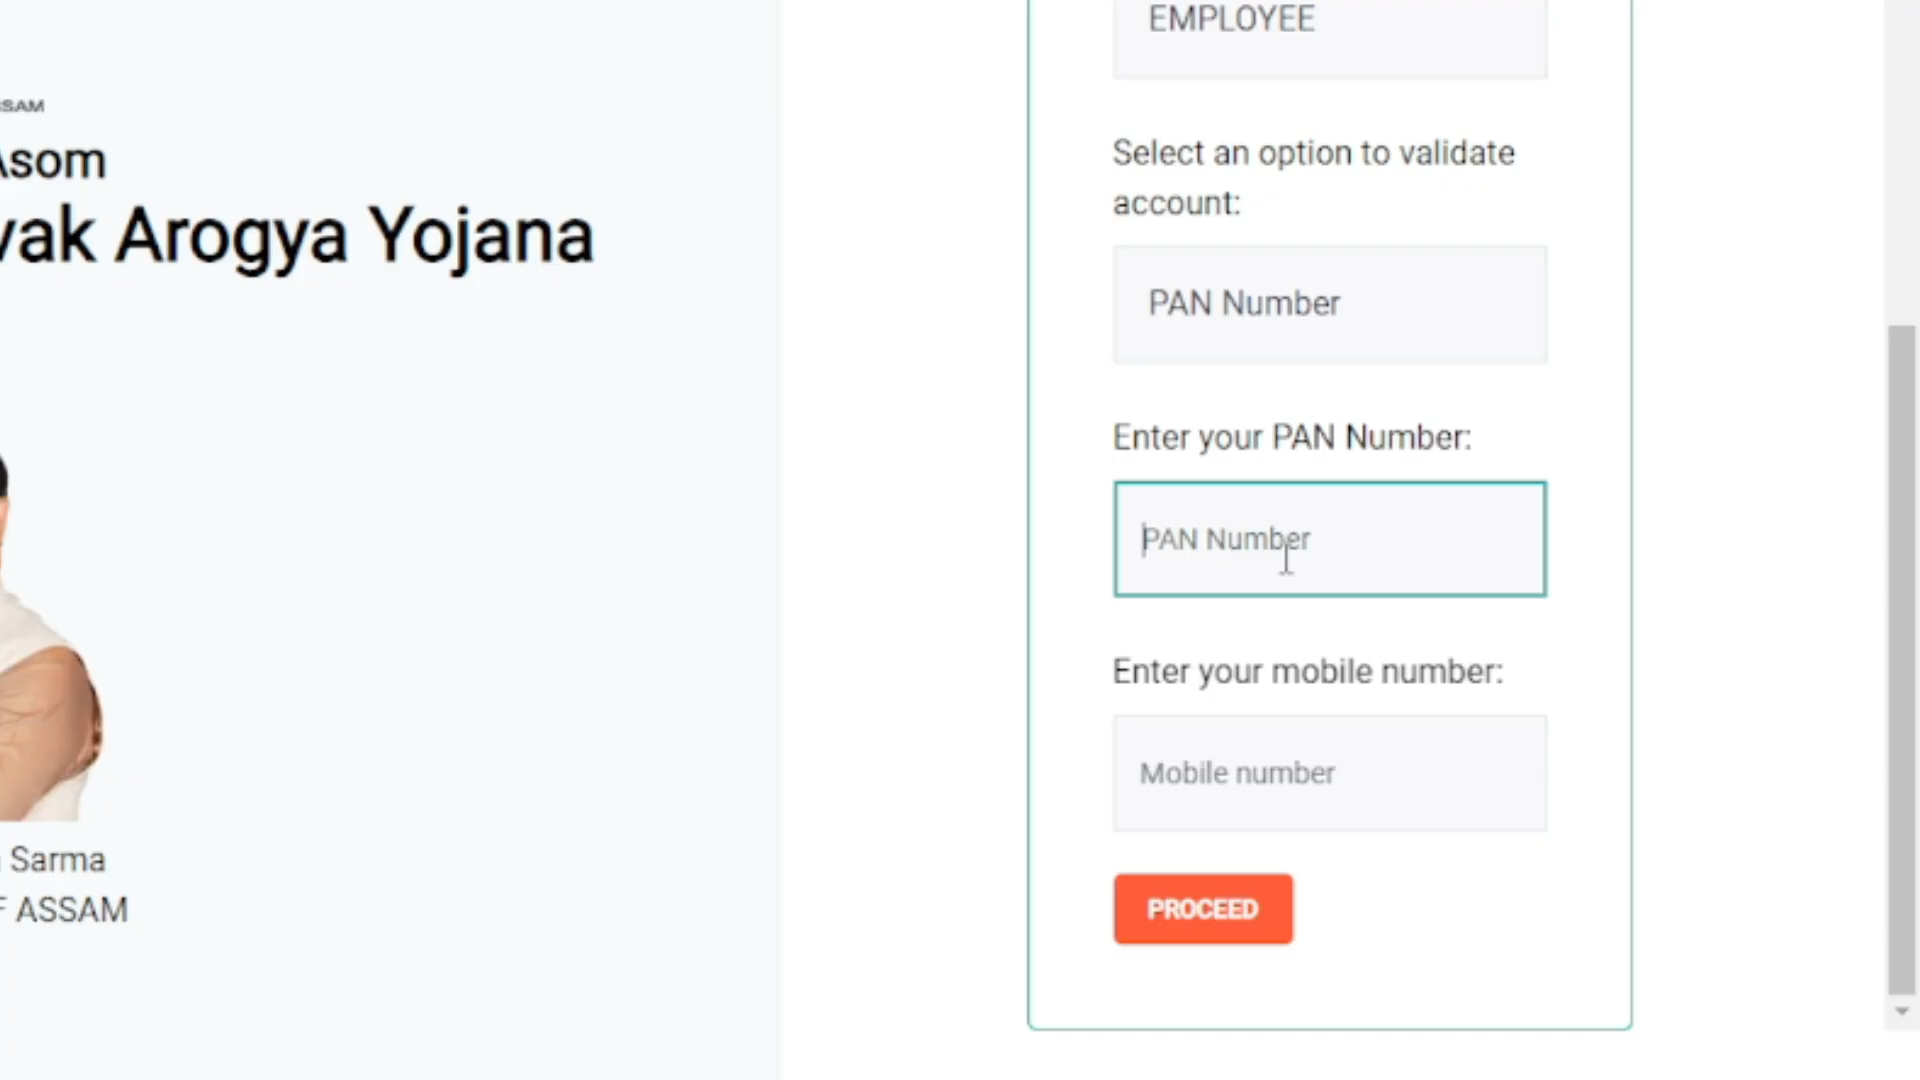 SSAM
Asom
vak Arogya Yojana
Sarma
F ASSAM
EMPLOYEE
Select an option to validate
account:
PAN Number
Enter your PAN Number:
PAN Number
Enter your mobile number:
Mobile number
PROCEED